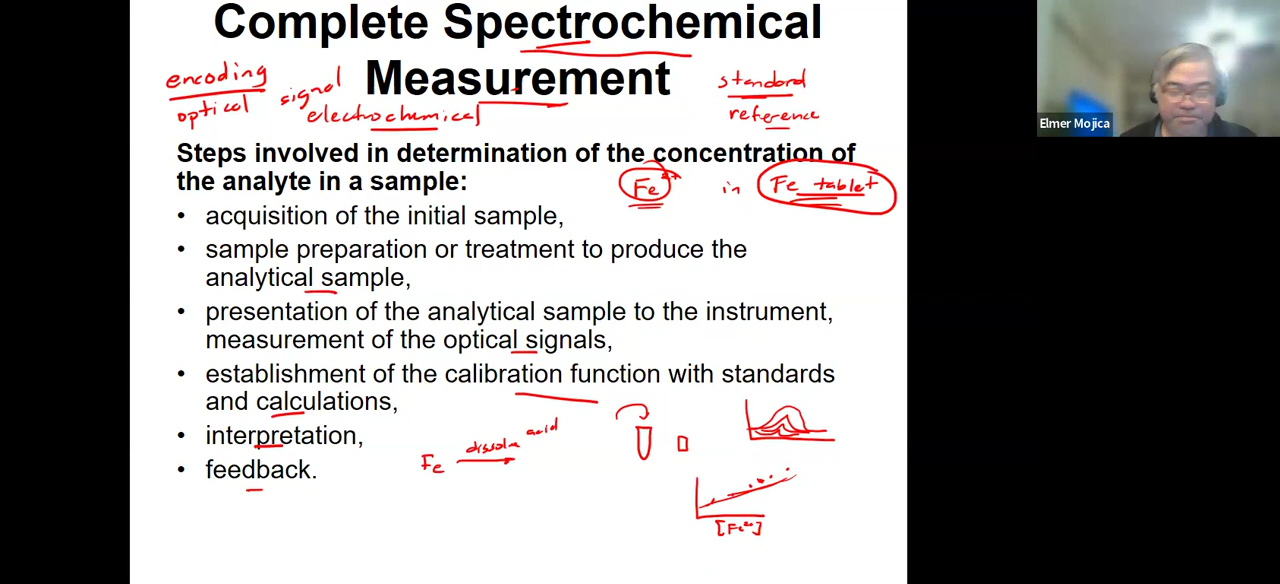 Complete Spectrochemical
Measurement
encoding
optical
signal
electrochemical
standard
reference
Elmer Mojica
Steps involved in determination of the concentration of
the analyte in a sample:
Fe²⁺ in Fe tablet
• acquisition of the initial sample,
• sample preparation or treatment to produce the
analytical sample,
• presentation of the analytical sample to the instrument,
measurement of the optical signals,
• establishment of the calibration function with standards
and calculations,
• interpretation,
• feedback.
Fe dissolve acid
[Fe²⁺]